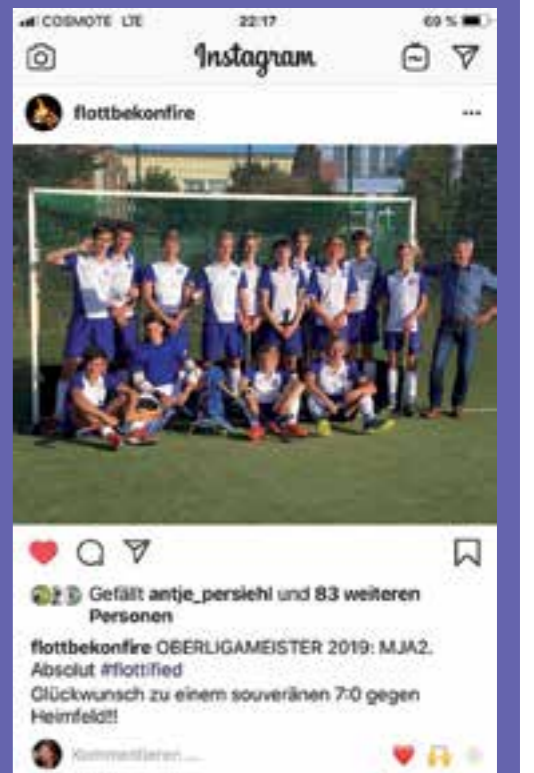 COSMOTE LTE 22:17 69 %
Instagram
flottbekonfire
Gefällt antje_persiehl und 83 weiteren
Personen
flottbekonfire OBERLIGAMEISTER 2019: MJA2.
Absolut #flottified
Glückwunsch zu einem souveränen 7:0 gegen
Heimfeld!!
Kommentieren ...